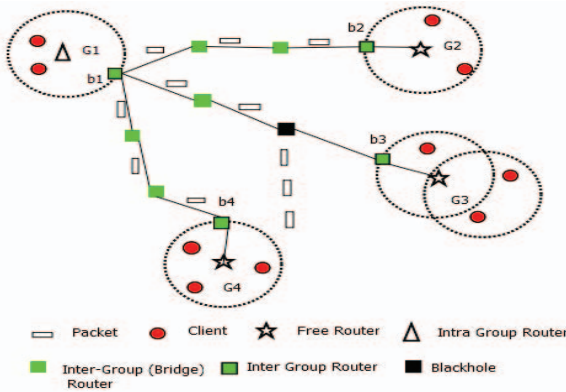 b2
G1
G2
b1
b3
G3
b4
G4
Packet
Client
Free Router
Intra Group Router
Inter-Group (Bridge)
Router
Inter Group Router
Blackhole